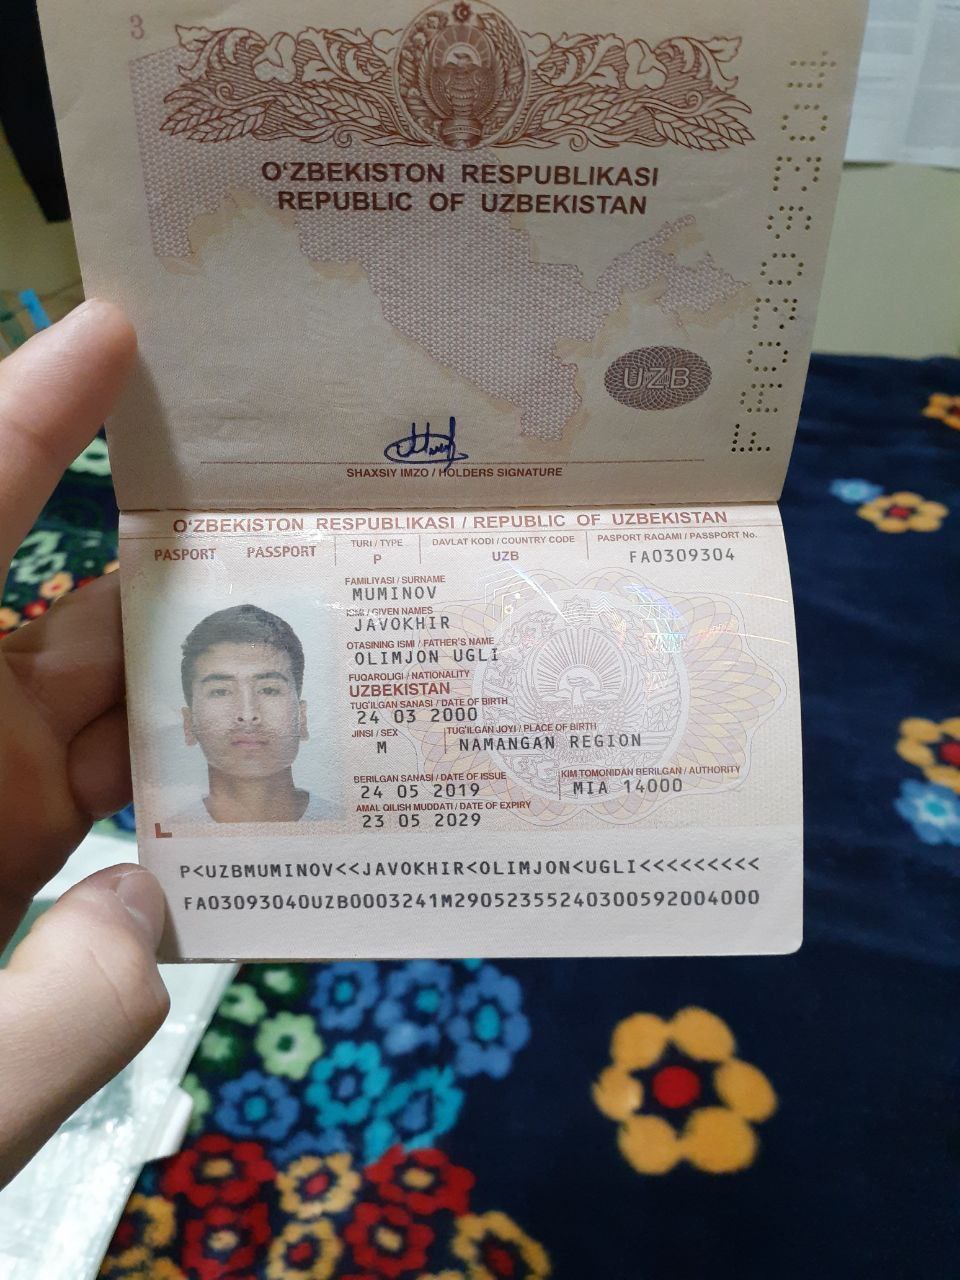 3
O‘ZBEKISTON RESPUBLIKASI
REPUBLIC OF UZBEKISTAN
UZB
FA0309304
SHAXSIY IMZO / HOLDERS SIGNATURE
O‘ZBEKISTON RESPUBLIKASI / REPUBLIC OF UZBEKISTAN
PASPORT PASSPORT
TURI / TYPE
P
DAVLAT KODI / COUNTRY CODE
UZB
PASPORT RAQAMI / PASSPORT No.
FA0309304
FAMILIYASI / SURNAME
MUMINOV
ISMI / GIVEN NAMES
JAVOKHIR
OTASINING ISMI / FATHER'S NAME
OLIMJON UGLI
FUQAROLIGI / NATIONALITY
UZBEKISTAN
TUG'ILGAN SANASI / DATE OF BIRTH
24 03 2000
JINSI / SEX
M
TUG'ILGAN JOYI / PLACE OF BIRTH
NAMANGAN REGION
BERILGAN SANASI / DATE OF ISSUE
24 05 2019
KIM TOMONIDAN BERILGAN / AUTHORITY
MIA 14000
AMAL QILISH MUDDATI / DATE OF EXPIRY
23 05 2029
P<UZBMUMINOV<<JAVOKHIR<OLIMJON<UGLI<<<<<<<<<
FA03093040UZB0003241M29052355240300592004000